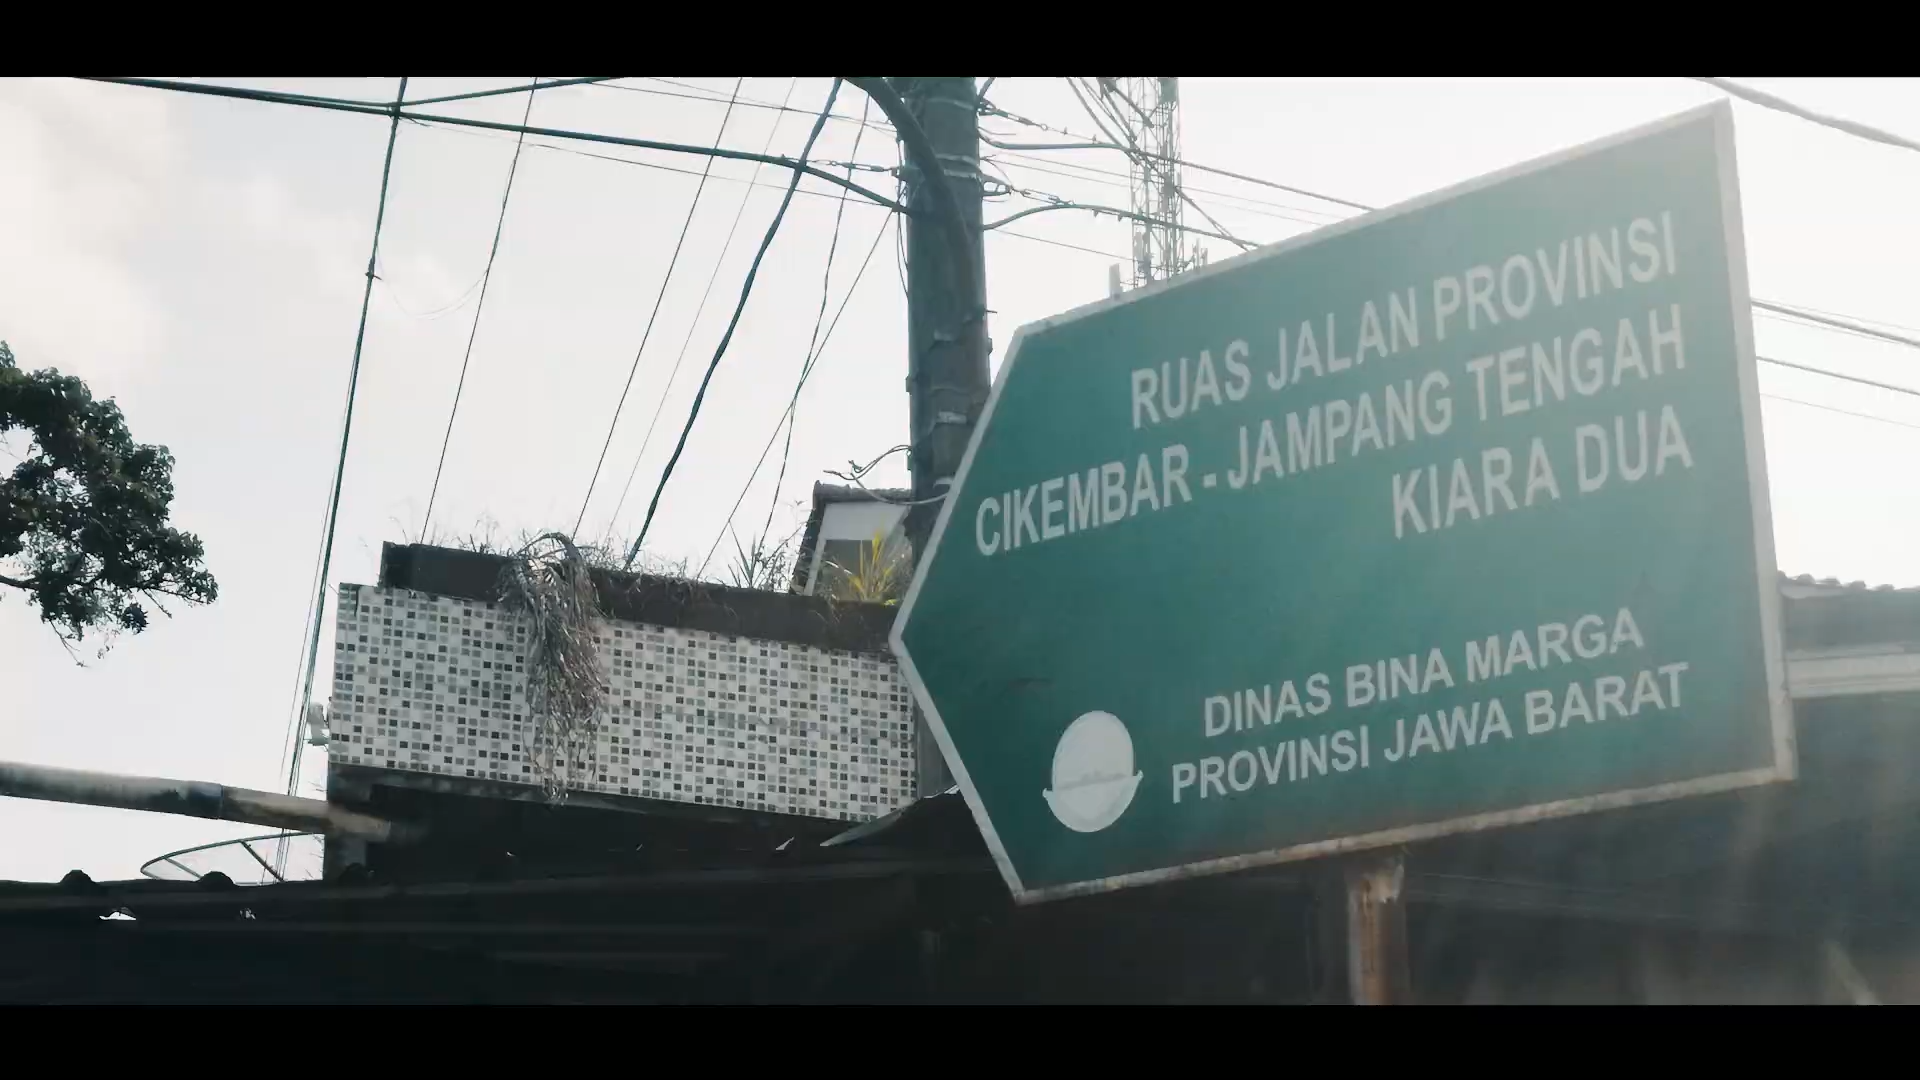 RUAS JALAN PROVINSI
CIKEMBAR - JAMPANG TENGAH
KIARA DUA
DINAS BINA MARGA
PROVINSI JAWA BARAT